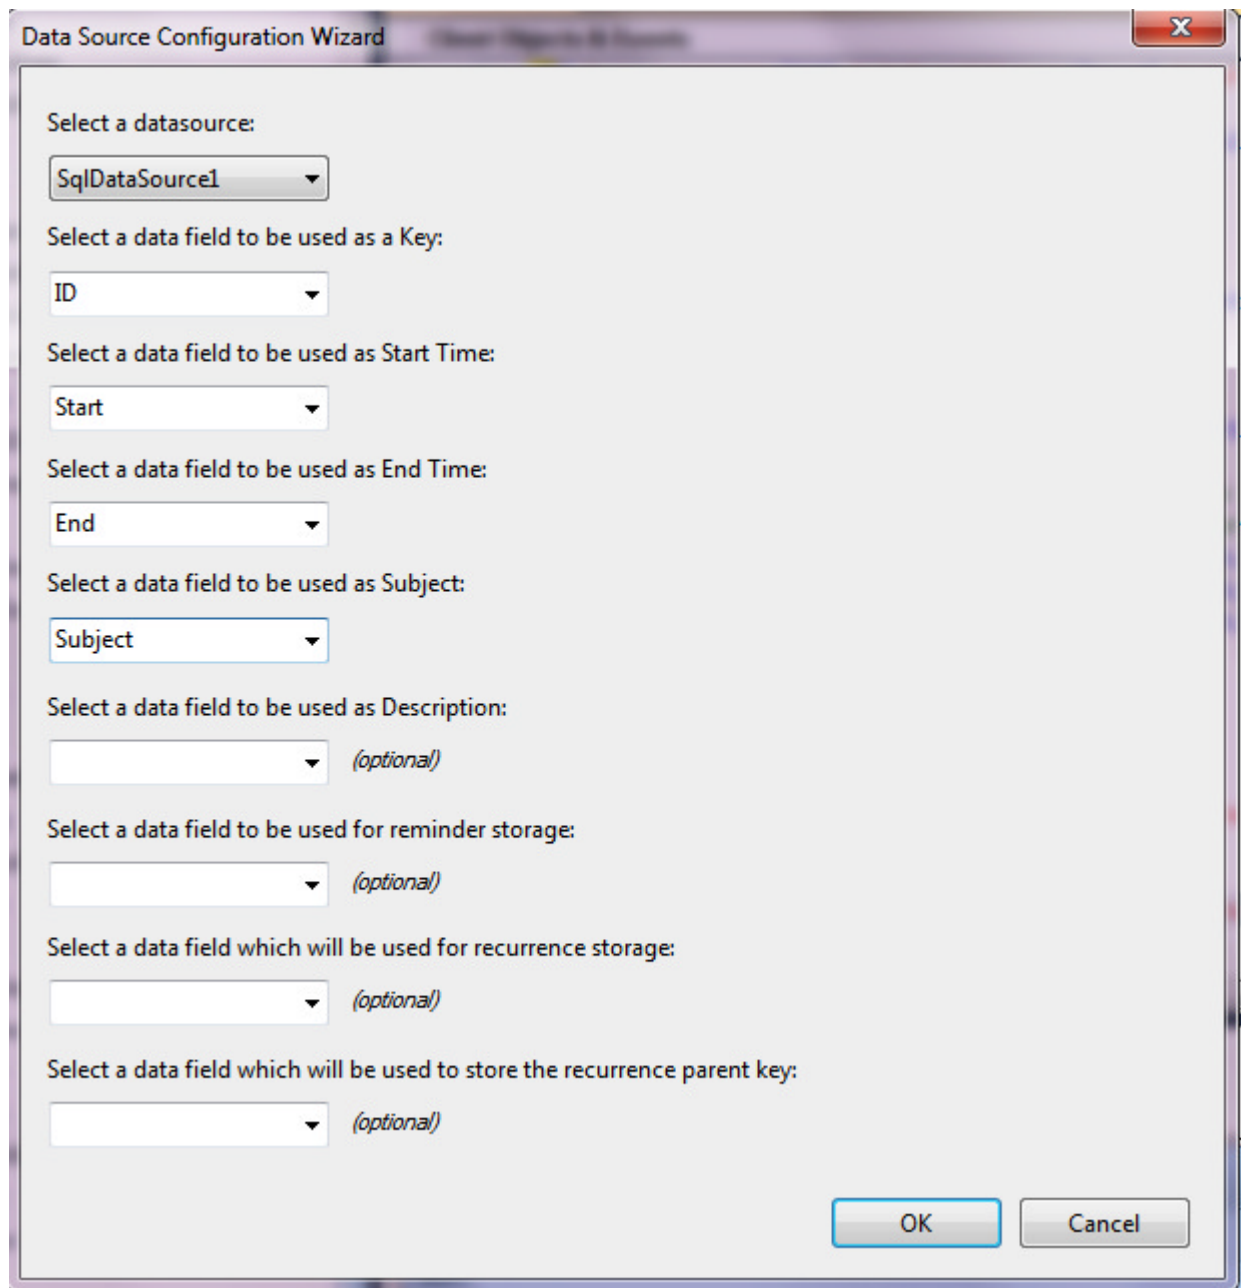 Data Source Configuration Wizard
Select a datasource:
SqlDataSource1
Select a data field to be used as a Key:
ID
Select a data field to be used as Start Time:
Start
Select a data field to be used as End Time:
End
Select a data field to be used as Subject:
Subject
Select a data field to be used as Description:
(optional)
Select a data field to be used for reminder storage:
(optional)
Select a data field which will be used for recurrence storage:
(optional)
Select a data field which will be used to store the recurrence parent key:
(optional)
OK Cancel